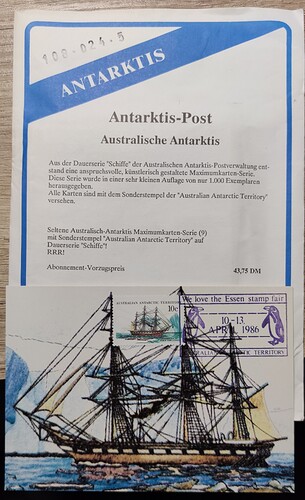 108-024-5
ANTARKTIS
Antarktis-Post
Australische Antarktis
Aus der Dauerserie "Schiffe" der Australischen Antarktis-Postverwaltung ent-
stand eine anspruchsvolle, künstlerisch gestaltete Maximumkarten-Serie.
Diese Serie wurde in einer sehr kleinen Auflage von nur 1.000 Exemplaren
herausgegeben.
Alle Karten sind mit dem Sonderstempel der "Australian Antarctic Territory"
versehen.
Seltene Australisch-Antarktis Maximumkarten-Serie (9)
mit Sonderstempel "Australian Antarctic Territory" auf
Dauerserie "Schiffe"!
RRR!
Abonnement-Vorzugspreis
43,75 DM
AUSTRALIAN ANTARCTIC TERRITORY
10c
We love the Essen stamp fair
10-13
APR 1986
AUSTRALIAN ANTARCTIC TERRITORY